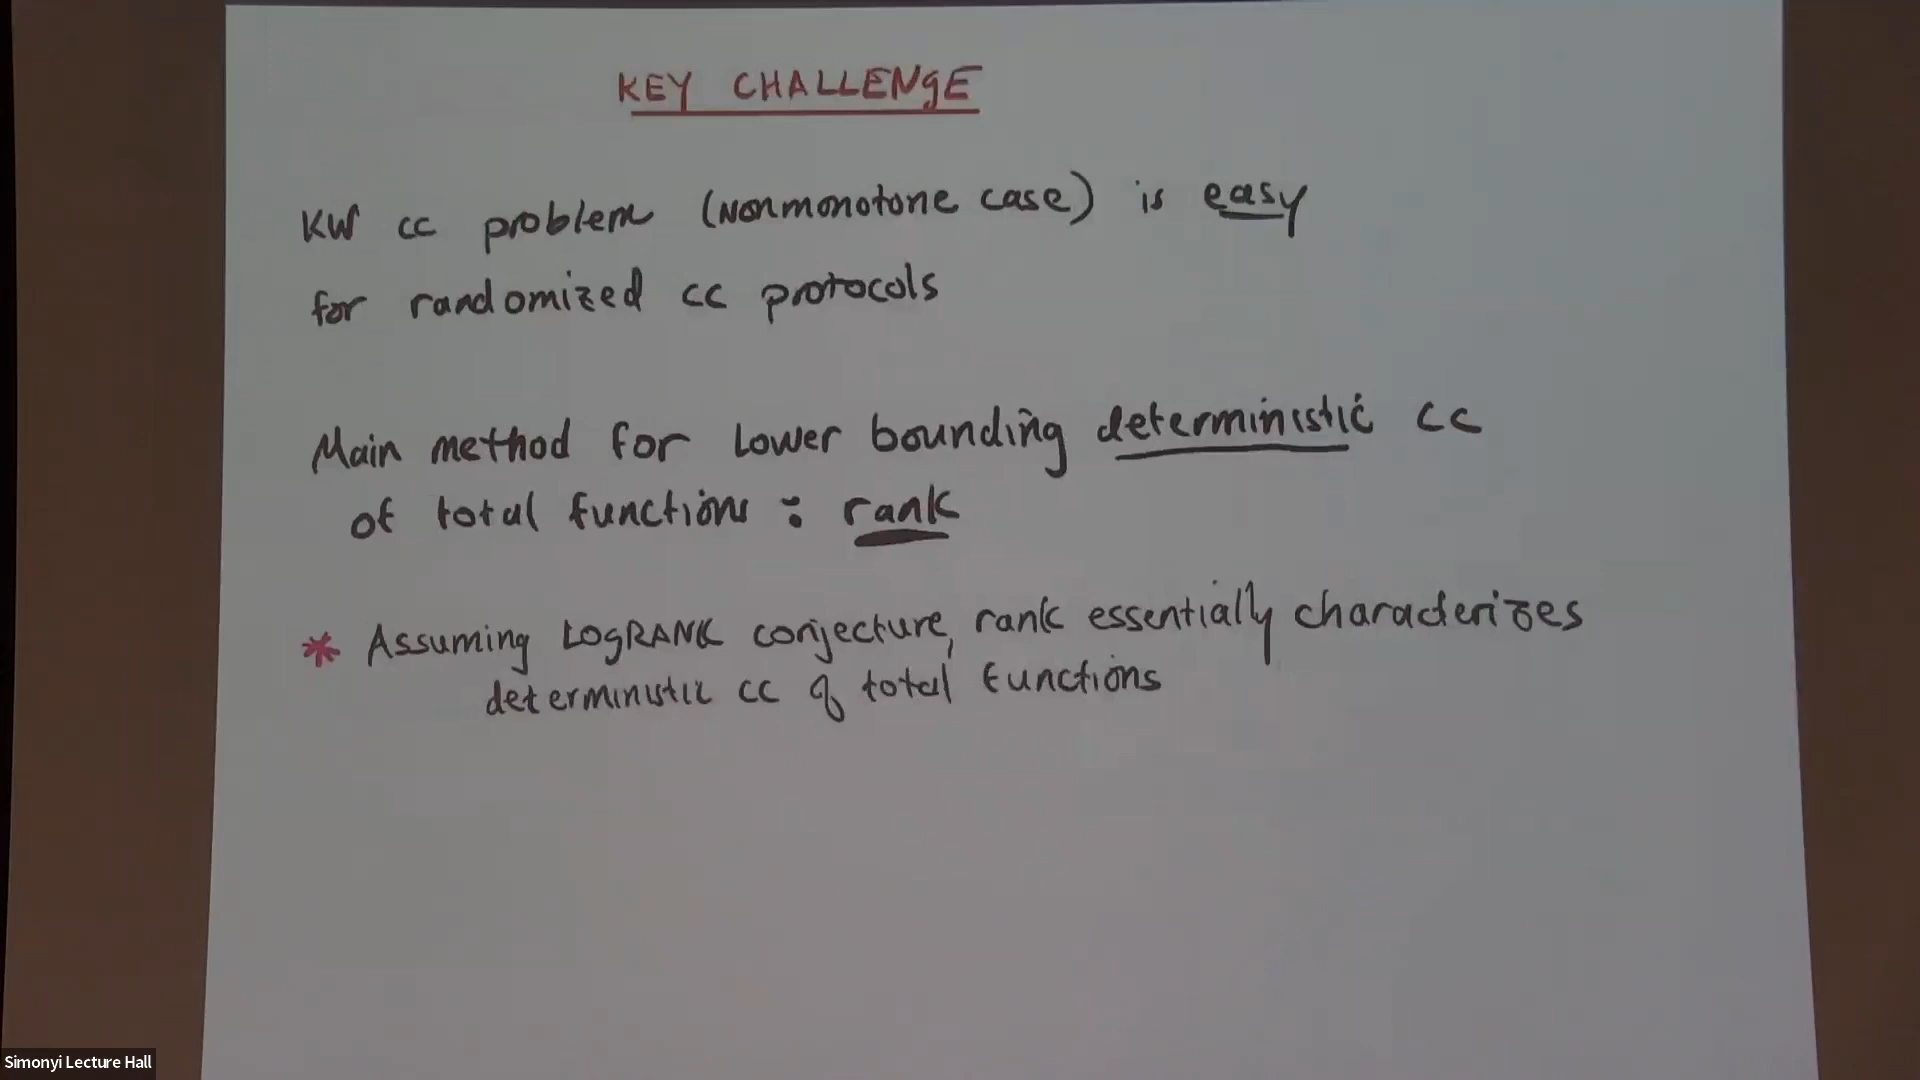 KEY CHALLENGE
KW cc problem (nonmonotone case) is easy
for randomized cc protocols
Main method for lower bounding deterministic cc
of total functions : rank
* Assuming LOGRANK conjecture, rank essentially characterizes
deterministic cc of total functions
Simonyi Lecture Hall